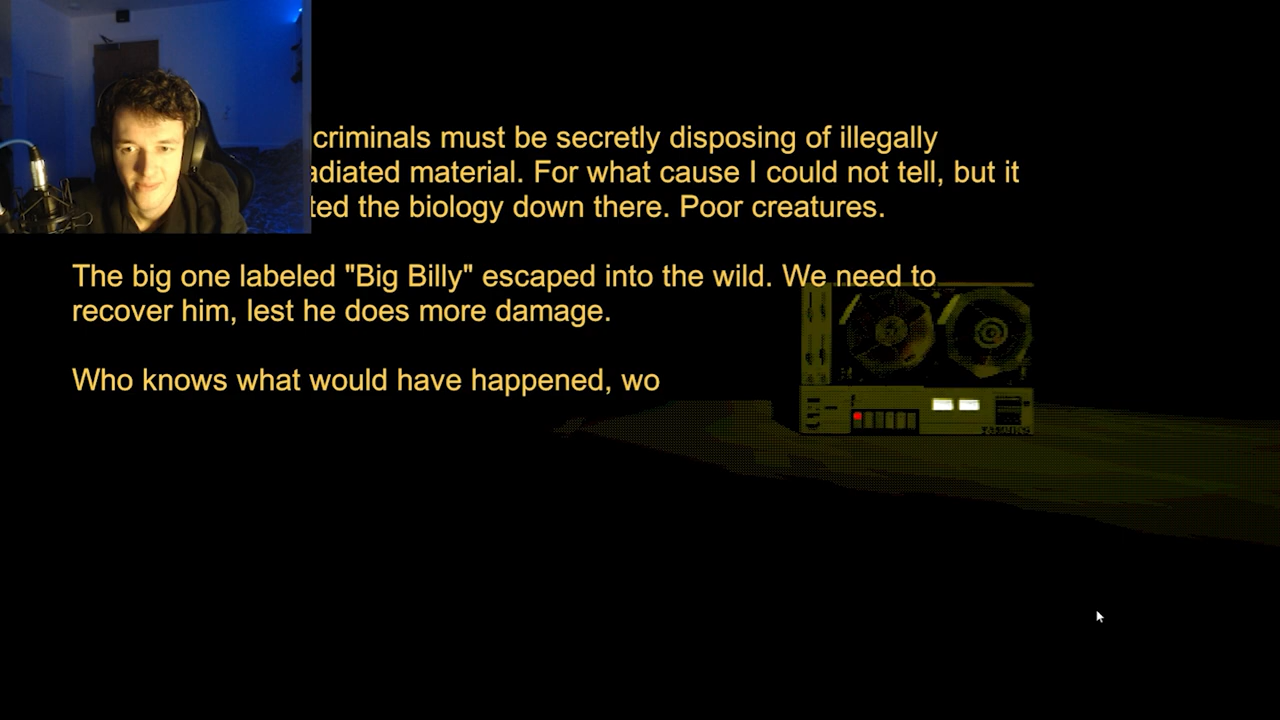 criminals must be secretly disposing of illegally
material. For what cause I could not tell, but it
the biology down there. Poor creatures.
The big one labeled "Big Billy" escaped into the wild. We need to
recover him, lest he does more damage.
Who knows what would have happened, wo